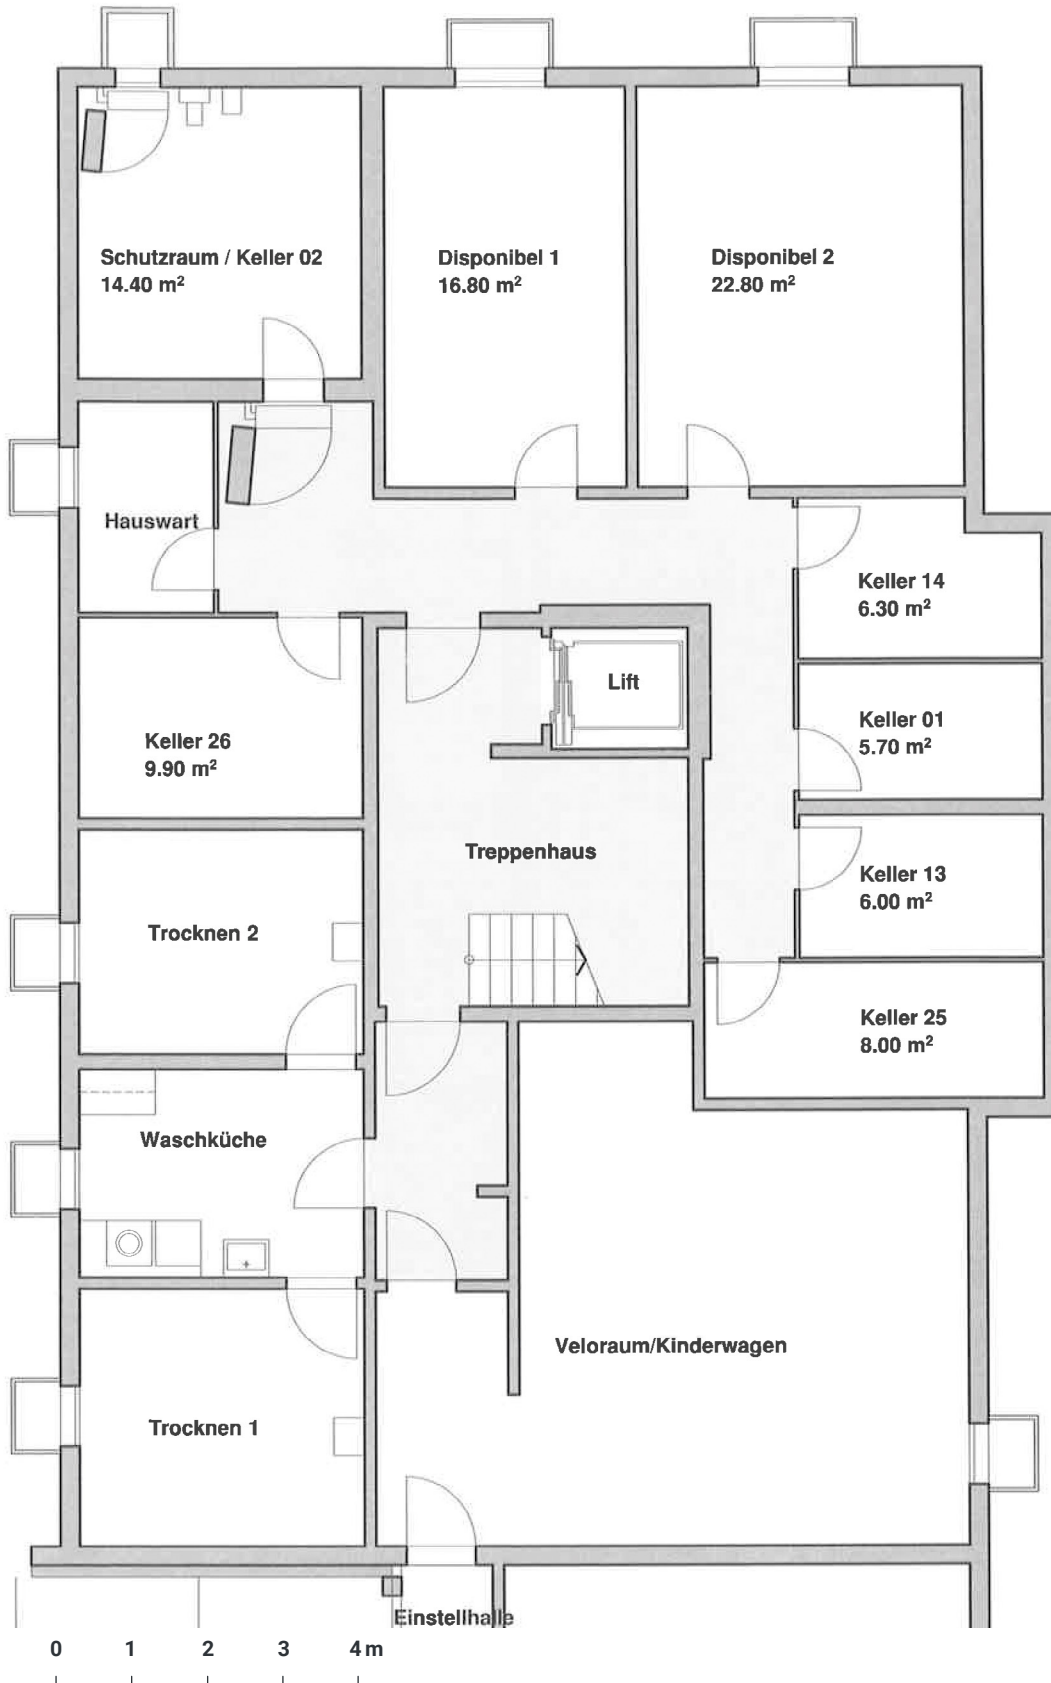 Schutzraum / Keller 02
14.40 m²
Disponibel 1
16.80 m²
Disponibel 2
22.80 m²
Hauswart
Keller 14
6.30 m²
Lift
Keller 01
5.70 m²
Keller 26
9.90 m²
Treppenhaus
Keller 13
6.00 m²
Trocknen 2
Keller 25
8.00 m²
Waschküche
Veloraum/Kinderwagen
Trocknen 1
Einstellhalle
0 1 2 3 4 m